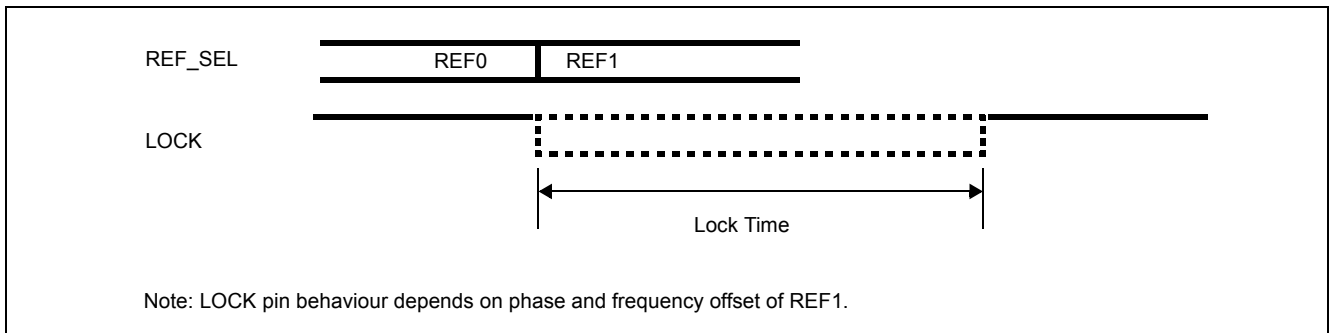 REF_SEL
REF0
REF1
LOCK
Lock Time
Note: LOCK pin behaviour depends on phase and frequency offset of REF1.